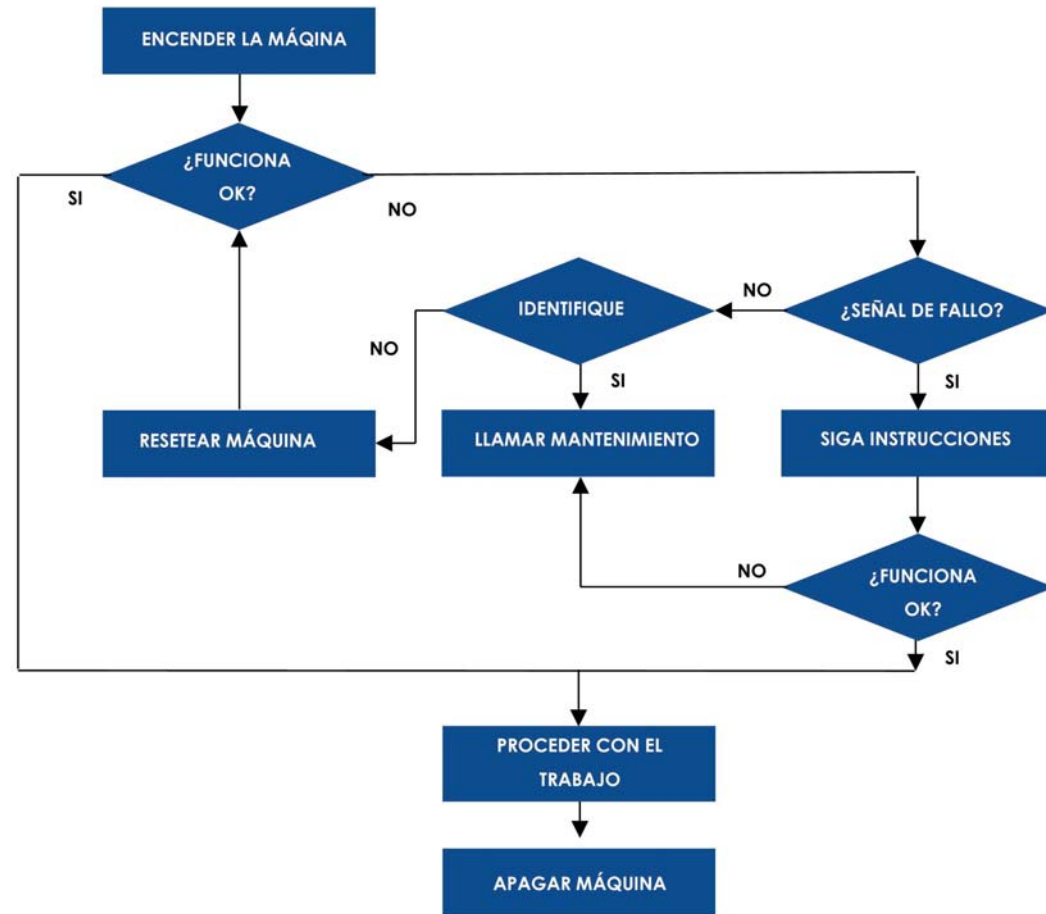 ENCENDER LA MÁQINA
¿FUNCIONA
OK?
SI
NO
IDENTIFIQUE
NO
¿SEÑAL DE FALLO?
NO
SI
SI
RESETEAR MÁQUINA
LLAMAR MANTENIMIENTO
SIGA INSTRUCCIONES
NO
¿FUNCIONA
OK?
SI
PROCEDER CON EL
TRABAJO
APAGAR MÁQUINA